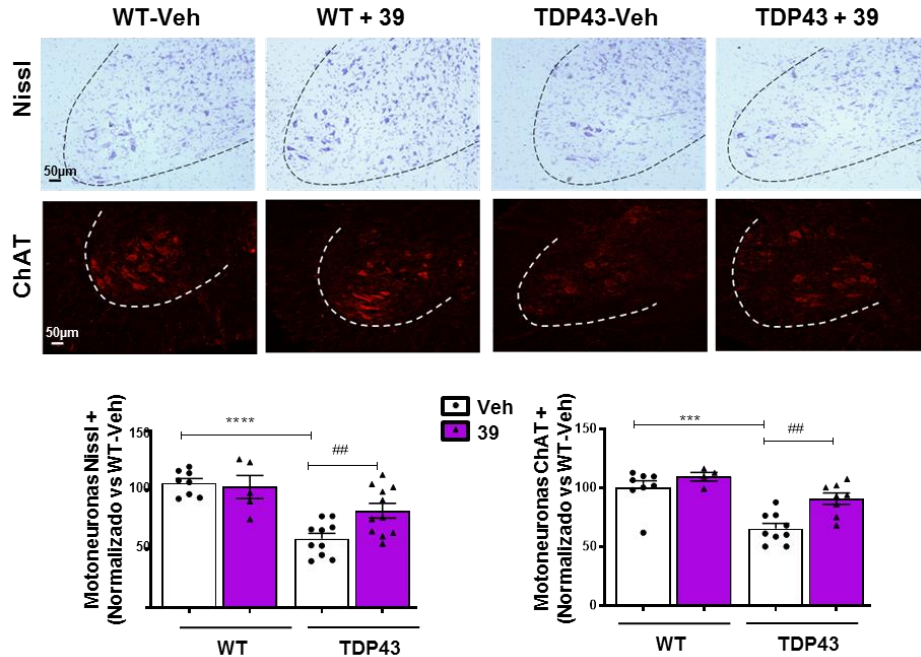 WT-Veh WT + 39 TDP43-Veh TDP43 + 39
Nissl
50µm
ChAT
50µm
Veh
39
Motoneuronas Nissl +
(Normalizado vs WT-Veh)
150
100
50
****
##
WT TDP43
Motoneuronas ChAT +
(Normalizado vs WT-Veh)
150
100
50
0
***
##
WT TDP43